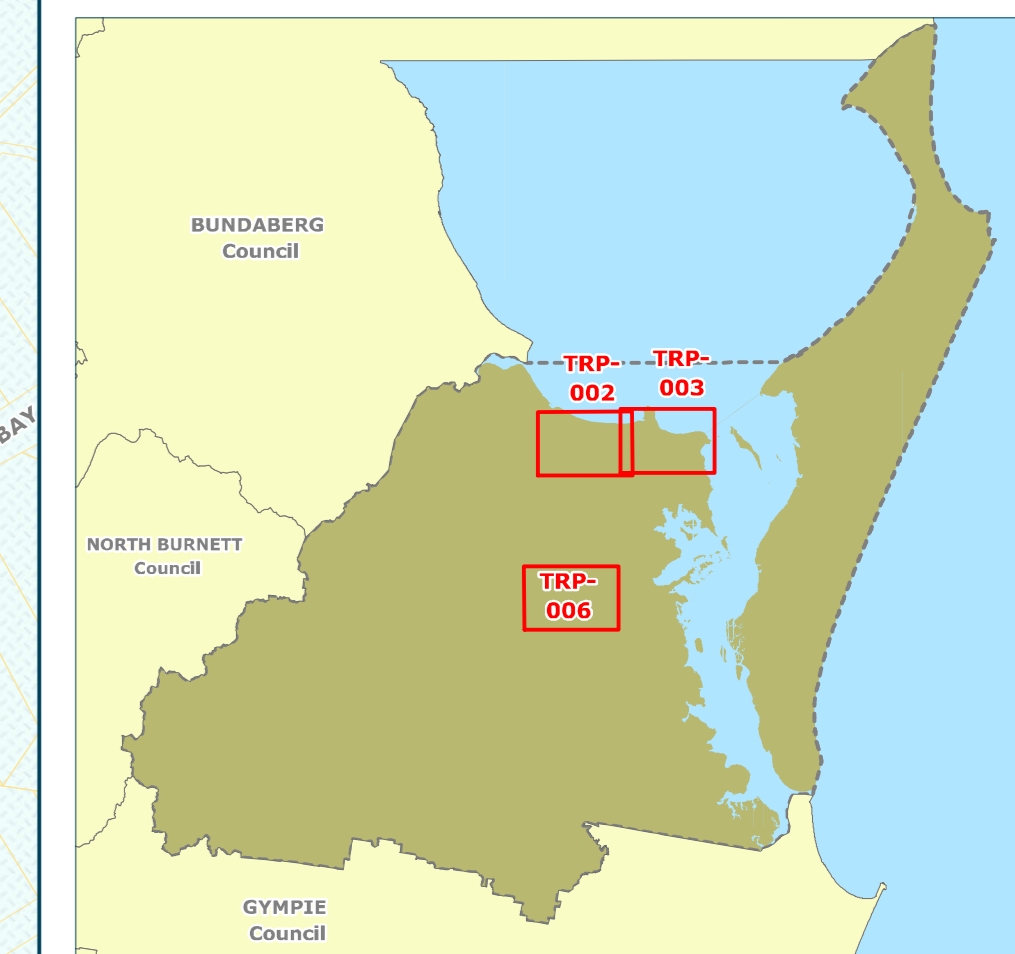 BUNDABERG
Council
TRP-
002
TRP-
003
BAY
NORTH BURNETT
Council
TRP-
006
GYMPIE
Council